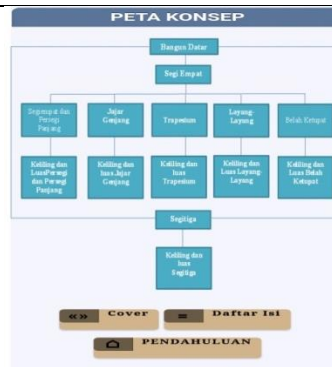 PETA KONSEP
Bangun Datar
Segi Empat
Segiempat dan
Persegi
Panjang
Jajar
Genjang
Trapesium
Layang-
Layang
Belah Ketupat
Keliling dan
LuasPersegi
dan Persegi
Panjang
Keliling dan
luas Jajar
Genjang
Keliling dan
luas
Trapesium
Keliling dan
Luas Layang-
Layang
Keliling dan
Luas Belah
Ketupat
Segitiga
Keliling dan
luas
Segitiga
Cover
Daftar Isi
PENDAHULUAN